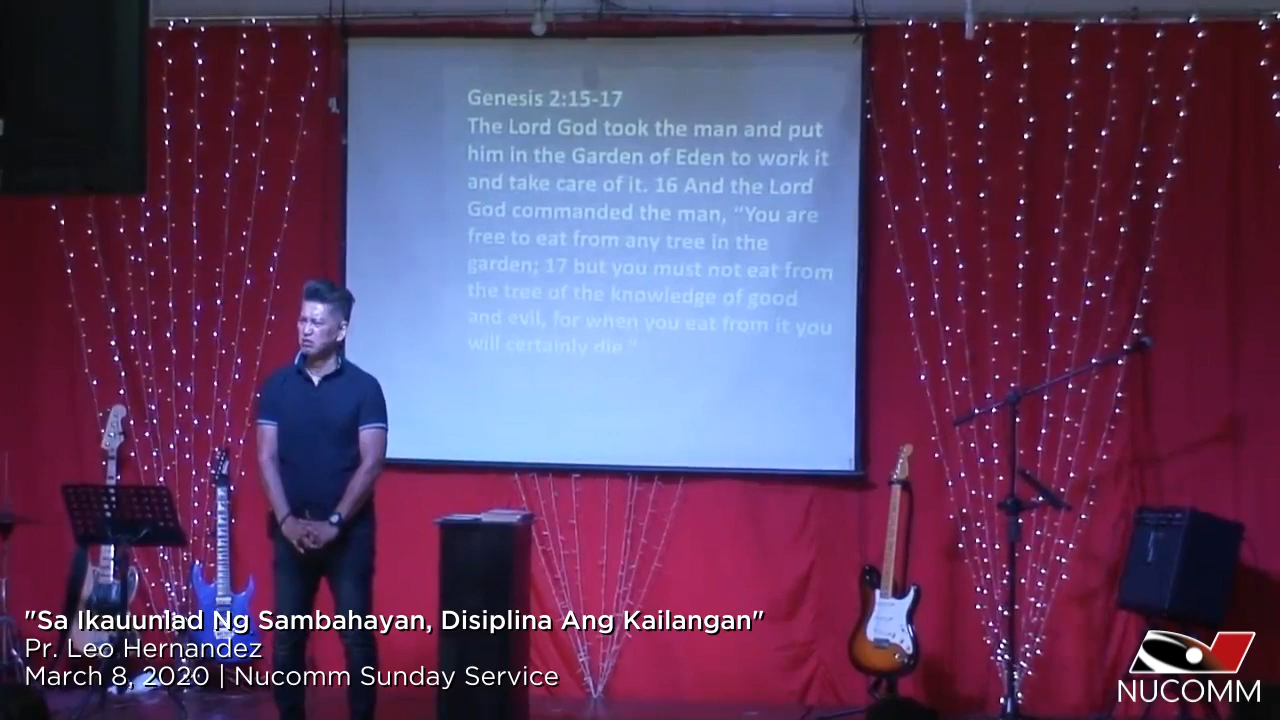 Genesis 2:15-17
The Lord God took the man and put
him in the Garden of Eden to work it
and take care of it. 16 And the Lord
God commanded the man, “You are
free to eat from any tree in the
garden; 17 but you must not eat from
the tree of the knowledge of good
and evil, for when you eat from it you
will certainly die.”
"Sa Ikauunlad Ng Sambahayan, Disiplina Ang Kailangan"
Pr. Leo Hernandez
March 8, 2020 | Nucomm Sunday Service
NUCOMM